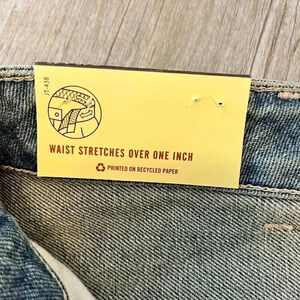 JT-438
WAIST STRETCHES OVER ONE INCH
PRINTED ON RECYCLED PAPER